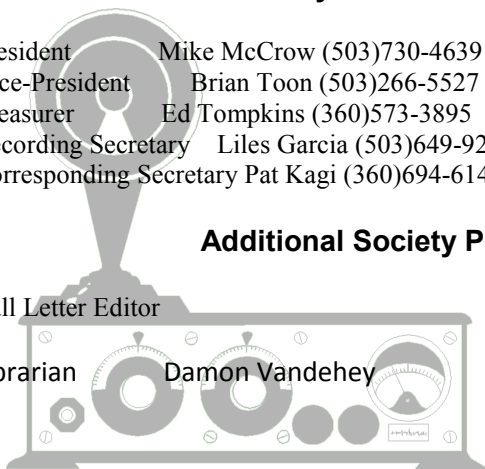 esident Mike McCrow (503)730-4639
ce-President Brian Toon (503)266-5527
easurer Ed Tompkins (360)573-3895
cording Secretary Liles Garcia (503)649-92
orresponding Secretary Pat Kagi (360)694-614
Additional Society P
ll Letter Editor
brarian Damon Vandehey